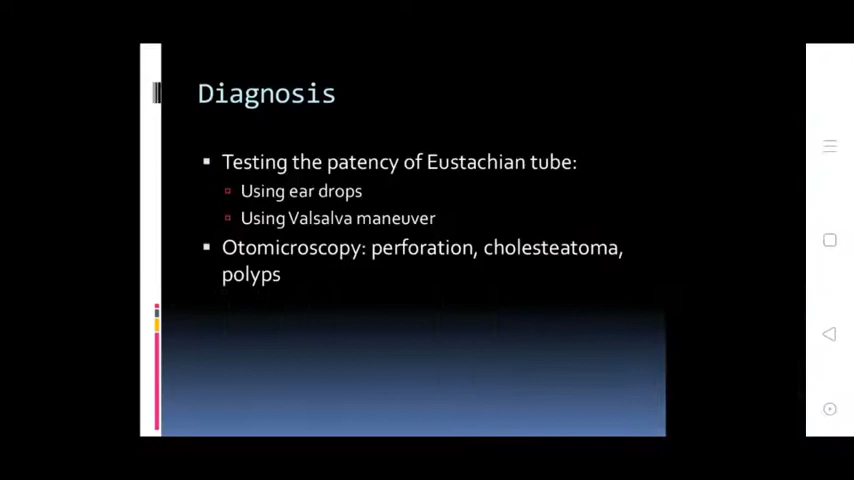 Diagnosis
Testing the patency of Eustachian tube:
Using ear drops
Using Valsalva maneuver
Otomicroscopy: perforation, cholesteatoma,
polyps